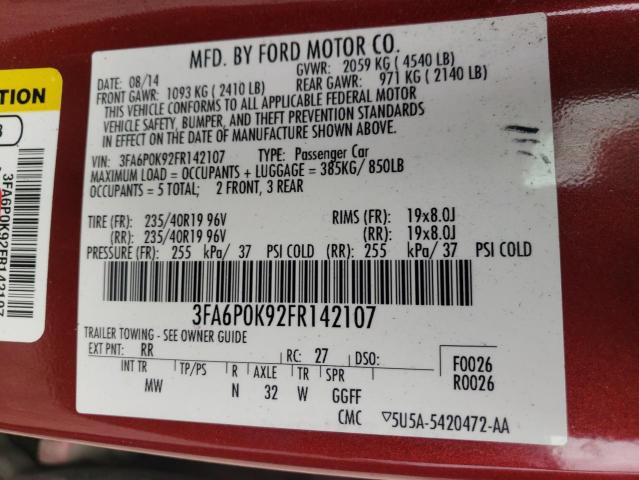 MFD. BY FORD MOTOR CO.
DATE: 08/14
GVWR: 2059 KG ( 4540 LB)
FRONT GAWR: 1093 KG ( 2410 LB)
REAR GAWR: 971 KG ( 2140 LB)
THIS VEHICLE CONFORMS TO ALL APPLICABLE FEDERAL MOTOR
VEHICLE SAFETY, BUMPER, AND THEFT PREVENTION STANDARDS
IN EFFECT ON THE DATE OF MANUFACTURE SHOWN ABOVE.
VIN: 3FA6P0K92FR142107 TYPE: Passenger Car
MAXIMUM LOAD = OCCUPANTS + LUGGAGE = 385KG/ 850LB
OCCUPANTS = 5 TOTAL; 2 FRONT, 3 REAR
TIRE (FR): 235/40R19 96V RIMS (FR): 19x8.0J
(RR): 235/40R19 96V (RR): 19x8.0J
PRESSURE (FR): 255 kPa/ 37 PSI COLD (RR): 255 kPa/ 37 PSI COLD
3FA6P0K92FR142107
TRAILER TOWING - SEE OWNER GUIDE
EXT PNT: RR RC: 27 DSO:
F0026
R0026
INT TR TP/PS R AXLE TR SPR
MW N 32 W GGFF
CMC ▽5U5A-5420472-AA
TION
3FA6P0K92FR142107